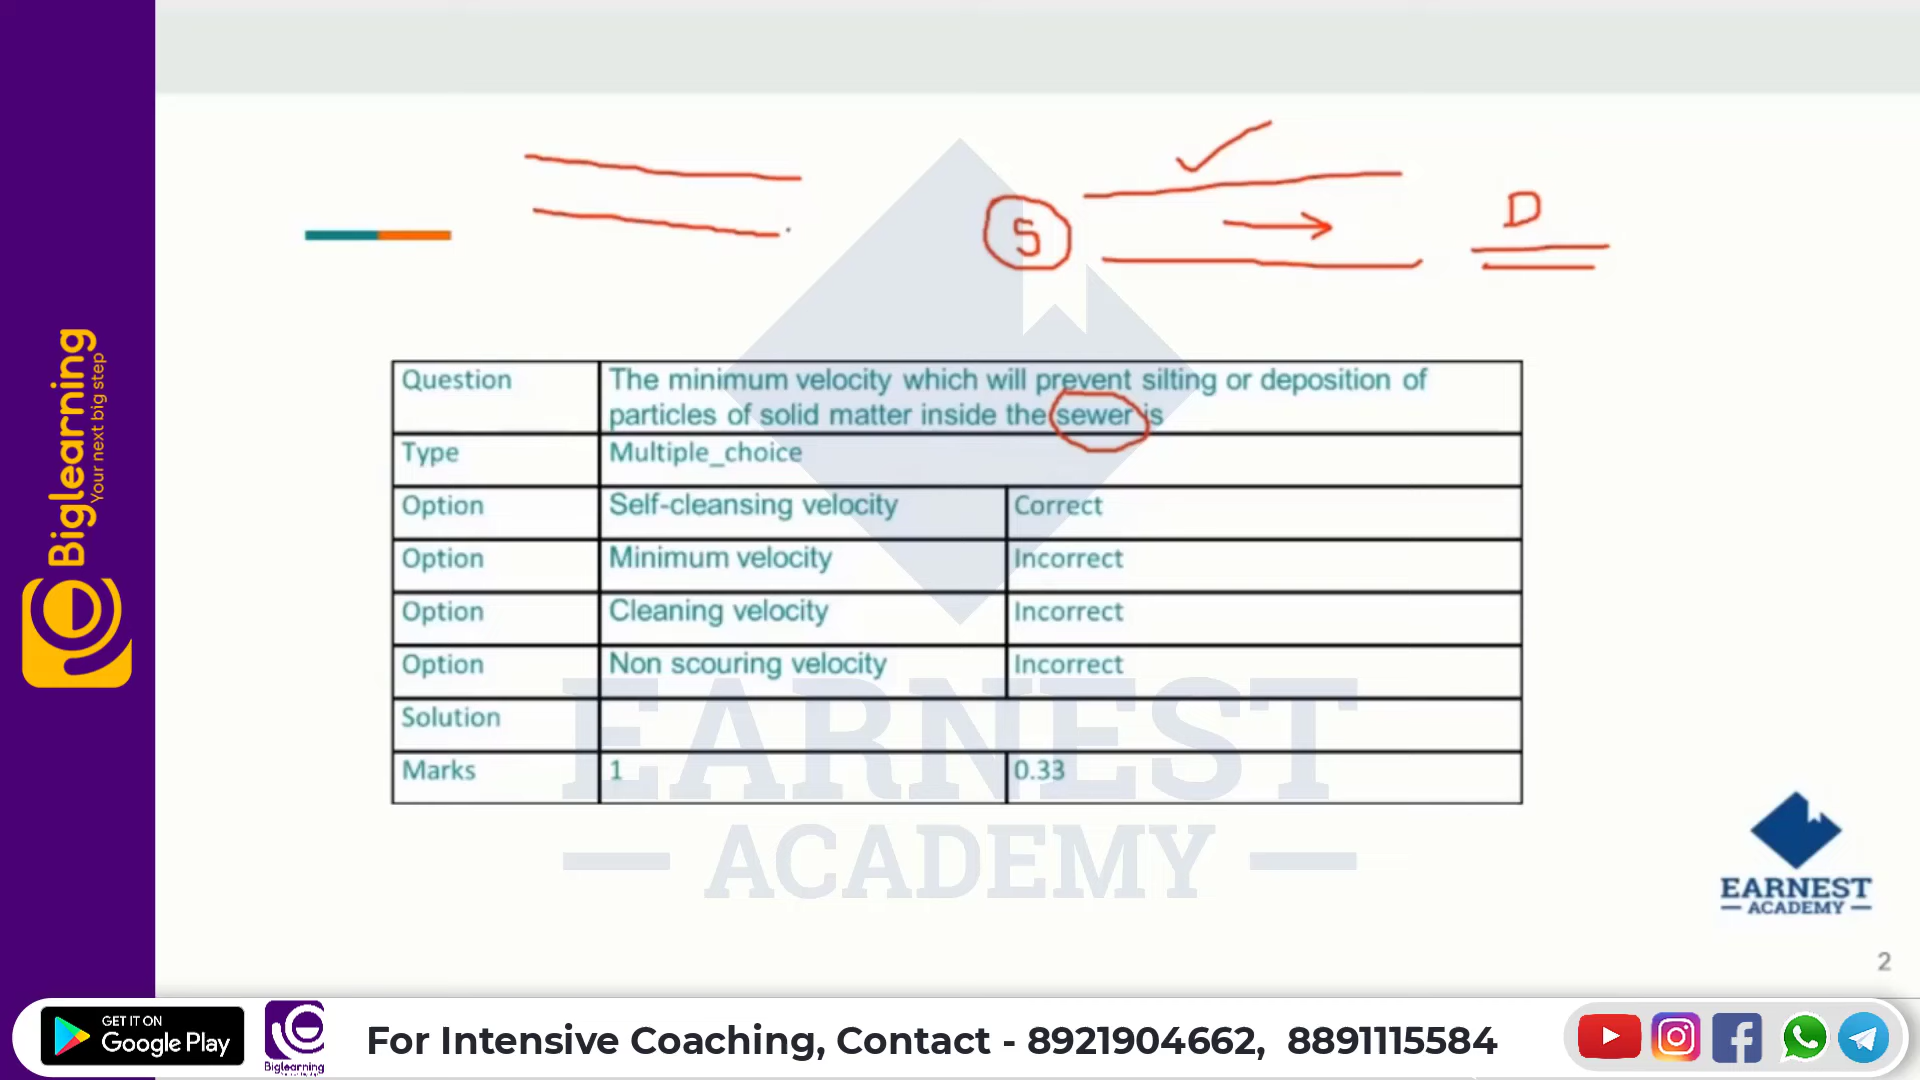 Biglearning
Your next big step
S
D
Question
The minimum velocity which will prevent silting or deposition of
particles of solid matter inside the sewer is
Type
Multiple_choice
Option
Self-cleansing velocity
Correct
Option
Minimum velocity
Incorrect
Option
Cleaning velocity
Incorrect
Option
Non scouring velocity
Incorrect
Solution
Marks
1
0.33
EARNEST
ACADEMY
EARNEST
ACADEMY
2
GET IT ON
Google Play
Biglearning
For Intensive Coaching, Contact - 8921904662, 8891115584